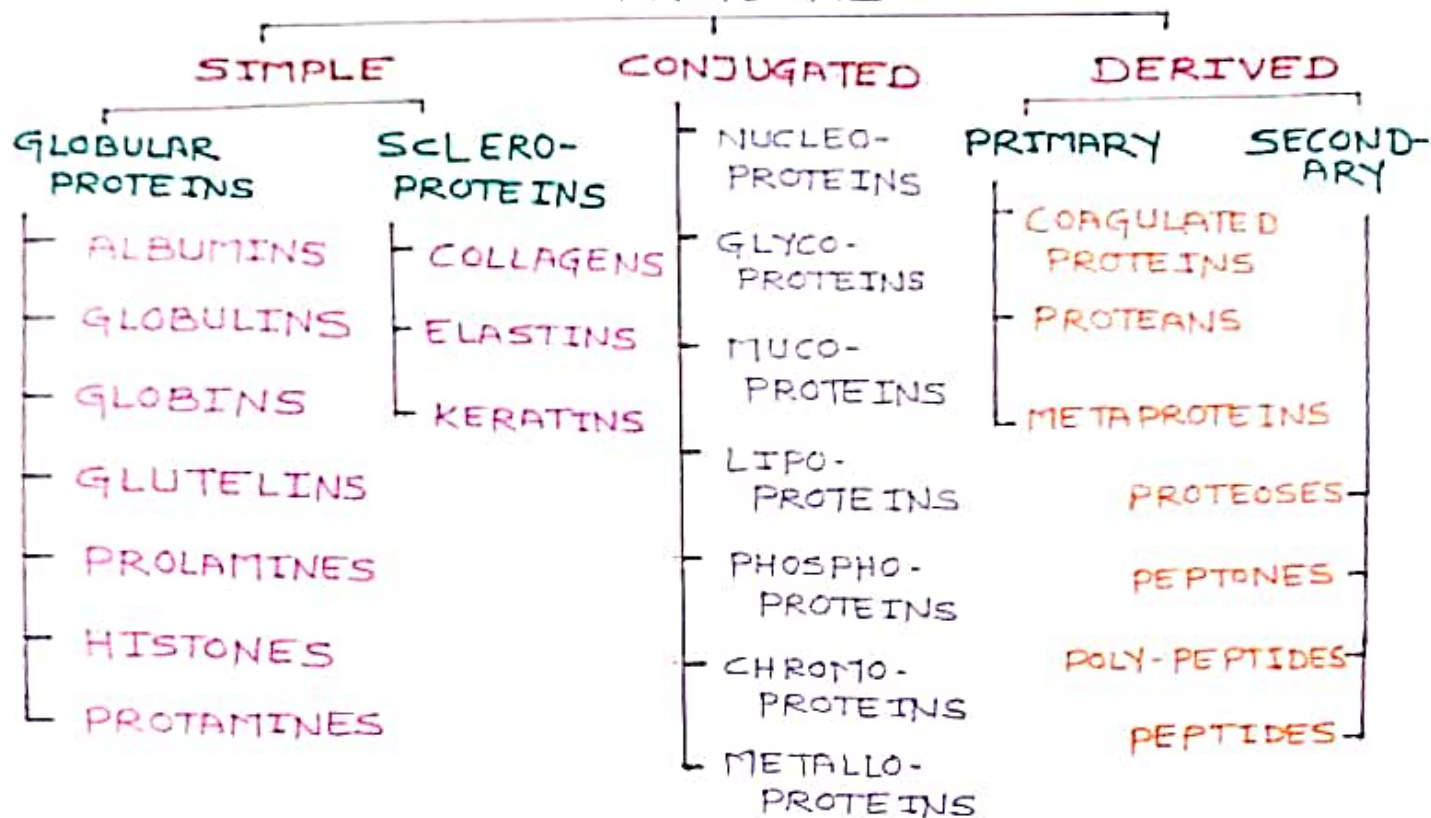 SIMPLE
CONJUGATED
DERIVED
GLOBULAR
PROTEINS
ALBUMINS
GLOBULINS
GLOBINS
GLUTELINS
PROLAMINES
HISTONES
PROTAMINES
SCLERO-
PROTEINS
COLLAGENS
ELASTINS
KERATINS
NUCLEO-
PROTEINS
GLYCO-
PROTEINS
MUCO-
PROTEINS
LIPO-
PROTEINS
PHOSPHO-
PROTEINS
CHROMO-
PROTEINS
METALLO-
PROTEINS
PRIMARY
COAGULATED
PROTEINS
PROTEANS
METAPROTEINS
SECOND-
ARY
PROTEOSES
PEPTONES
POLY-PEPTIDES
PEPTIDES